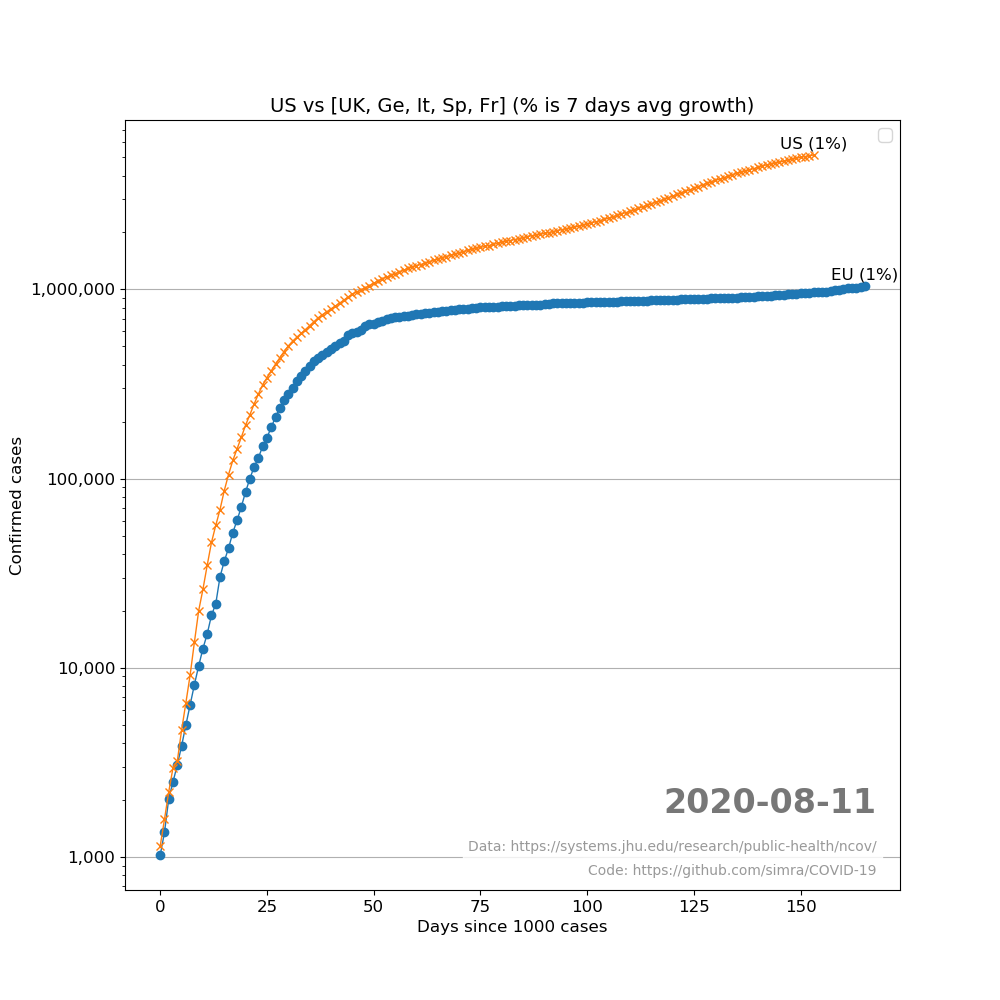 US vs [UK, Ge, It, Sp, Fr] (% is 7 days avg growth)
US (1%)
EU (1%)
1,000,000
100,000
10,000
1,000
Confirmed cases
2020-08-11
Data: https://systems.jhu.edu/research/public-health/ncov/
Code: https://github.com/simra/COVID-19
0 25 50 75 100 125 150
Days since 1000 cases